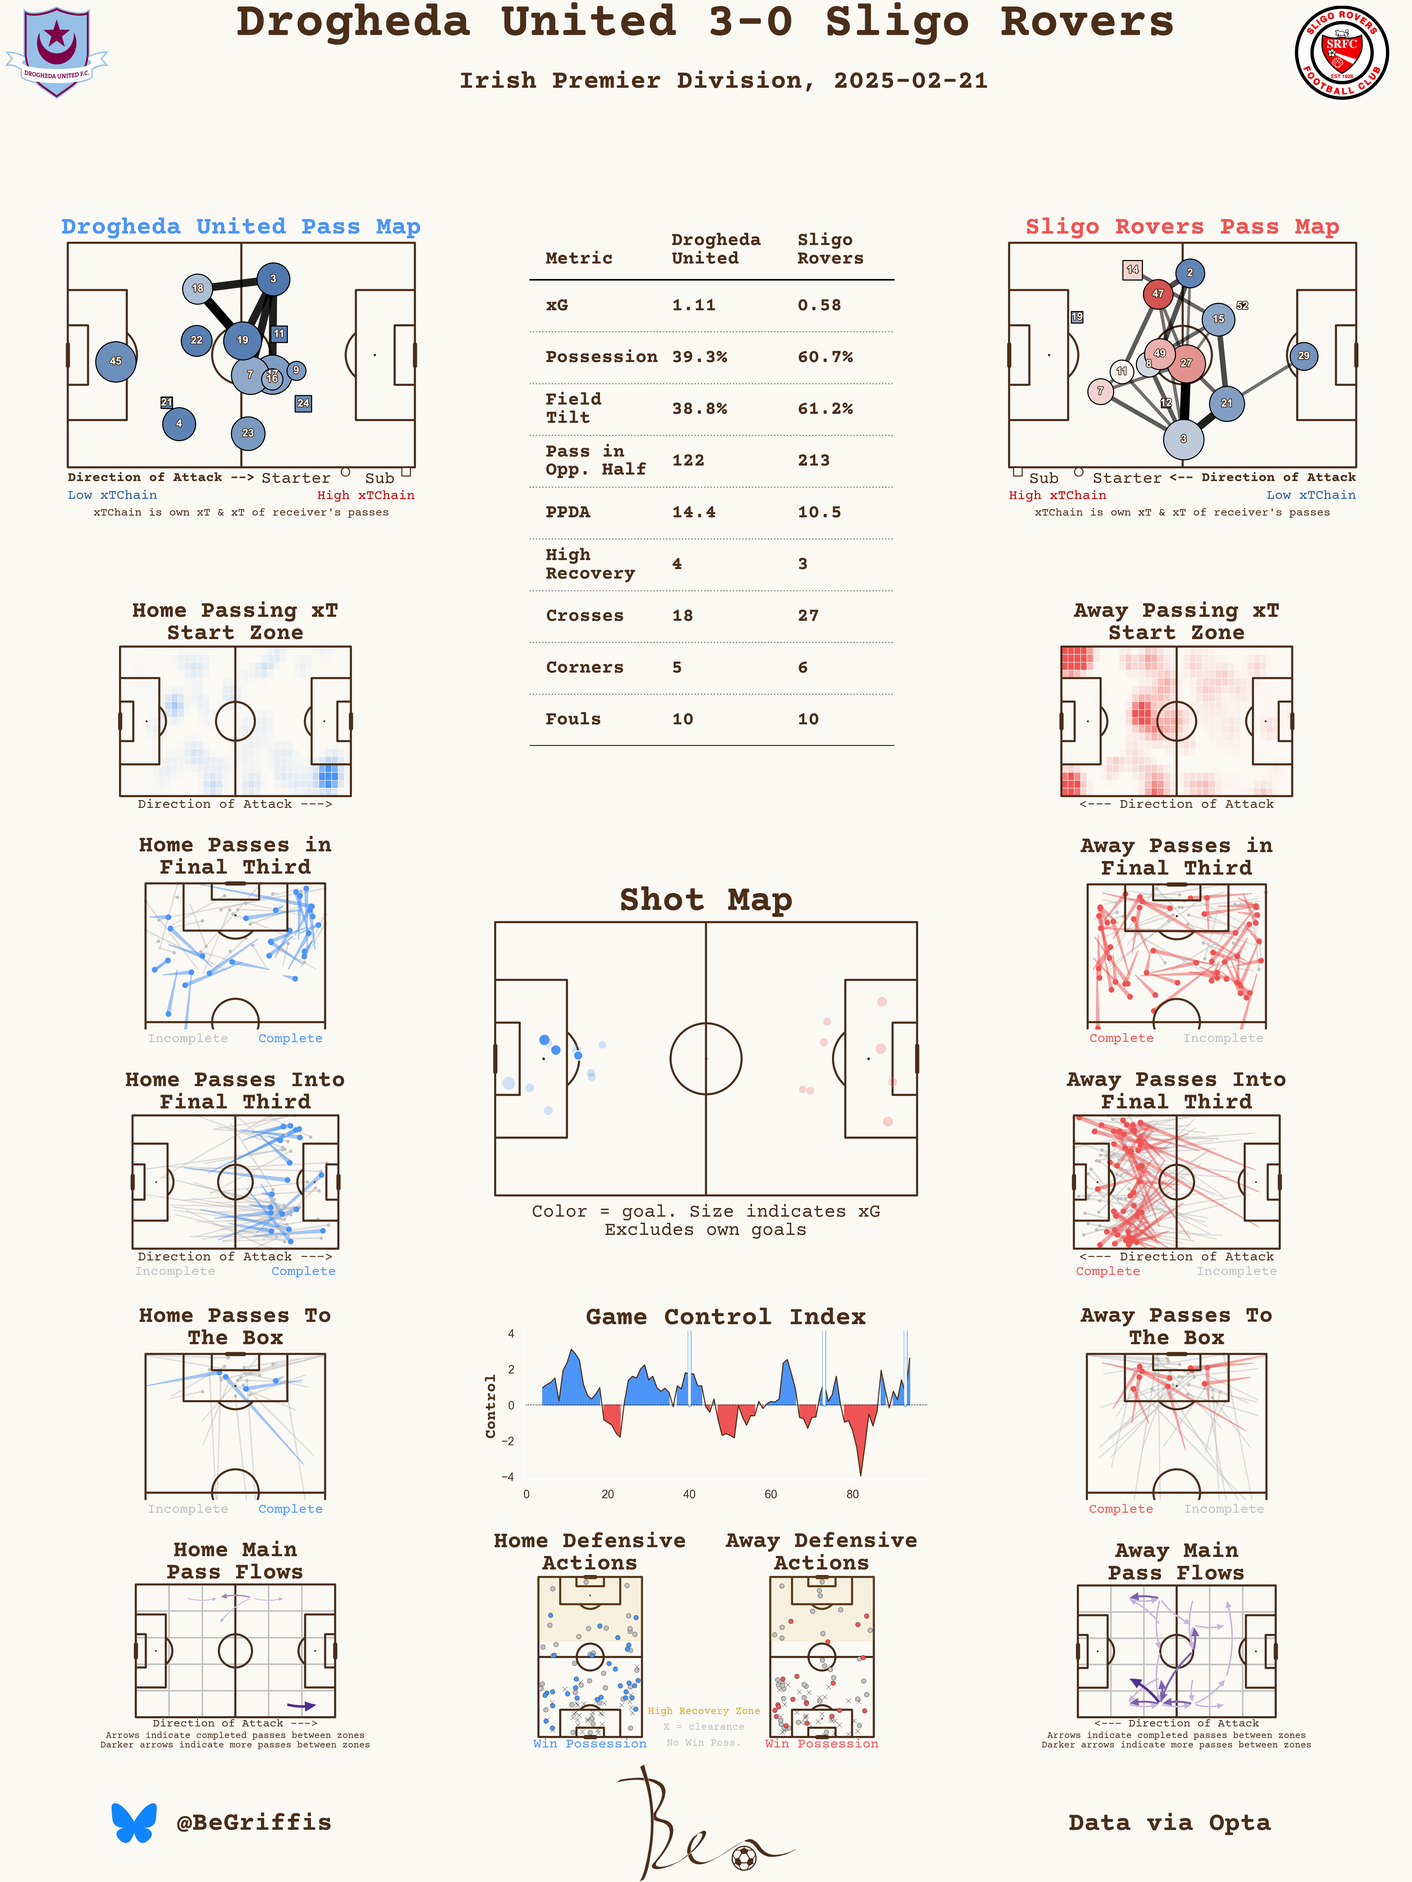 Drogheda United 3-0 Sligo Rovers
Irish Premier Division, 2025-02-21
DROGHEDA UNITED F.C.
SLIGO ROVERS
SRFC
EST 1928
FOOTBALL CLUB
Drogheda United Pass Map
18
3
22
19
11
45
7
16
9
21
24
4
23
Direction of Attack --> Starter Sub
Low xTChain High xTChain
xTChain is own xT & xT of receiver's passes
Metric Drogheda United Sligo Rovers
xG 1.11 0.58
Possession 39.3% 60.7%
Field Tilt 38.8% 61.2%
Pass in Opp. Half 122 213
PPDA 14.4 10.5
High Recovery 4 3
Crosses 18 27
Corners 5 6
Fouls 10 10
Sligo Rovers Pass Map
14
2
47
52
19
15
49
8
27
29
11
7
12
21
3
Sub Starter <-- Direction of Attack
High xTChain Low xTChain
xTChain is own xT & xT of receiver's passes
Home Passing xT
Start Zone
Direction of Attack --->
Away Passing xT
Start Zone
<--- Direction of Attack
Home Passes in
Final Third
Incomplete Complete
Away Passes in
Final Third
Complete Incomplete
Shot Map
Color = goal. Size indicates xG
Excludes own goals
Home Passes Into
Final Third
Direction of Attack --->
Incomplete Complete
Away Passes Into
Final Third
<--- Direction of Attack
Complete Incomplete
Home Passes To
The Box
Incomplete Complete
Game Control Index
Control
4
2
0
−2
−4
0 20 40 60 80
Away Passes To
The Box
Complete Incomplete
Home Main
Pass Flows
Direction of Attack --->
Arrows indicate completed passes between zones
Darker arrows indicate more passes between zones
Home Defensive
Actions
Win Possession
Away Defensive
Actions
Win Possession
High Recovery Zone
X = clearance
No Win Poss.
Away Main
Pass Flows
<--- Direction of Attack
Arrows indicate completed passes between zones
Darker arrows indicate more passes between zones
@BeGriffis
Ben
Data via Opta